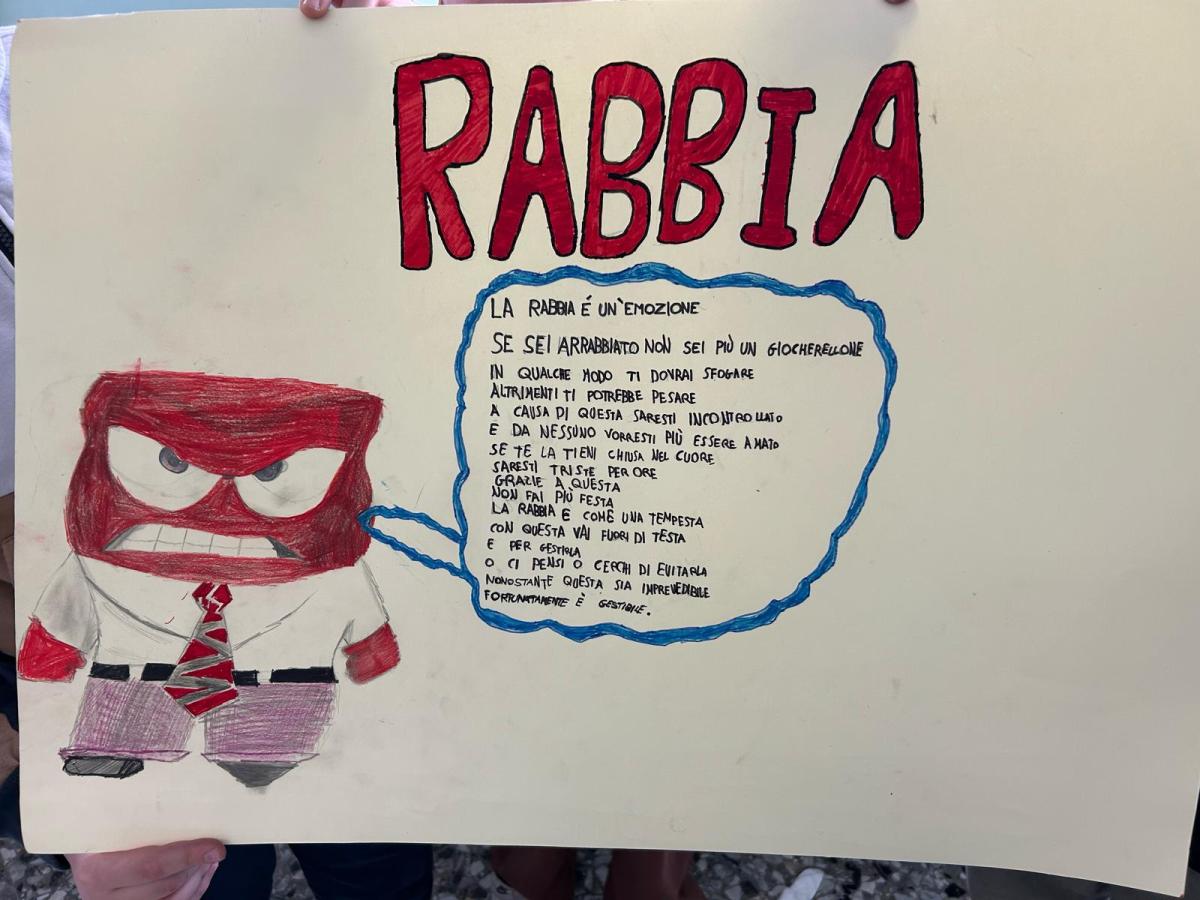 RABBIA
LA RABBIA É UN'EMOZIONE
SE SEI ARRABBIATO NON SEI PIÙ UN GIOCHERELLONE
IN QUALCHE MODO TI DOVRAI SFOGARE
ALTRIMENTI TI POTREBBE PESARE
A CAUSA DI QUESTA SARESTI INCONTROLLATO
E DA NESSUNO VORRESTI PIÙ ESSERE AMATO
SE TE LA TIENI CHIUSA NEL CUORE
SARESTI TRISTE PER ORE
GRAZIE A QUESTA
NON FAI PIÙ FESTA
LA RABBIA E COME UNA TEMPESTA
CON QUESTA VAI FUORI DI TESTA
E PER GESTIRLA
O CI PENSI O CERCHI DI EVITARLA
NONOSTANTE QUESTA SIA IMPREVEDIBILE
FORTUNATAMENTE È GESTIBILE.